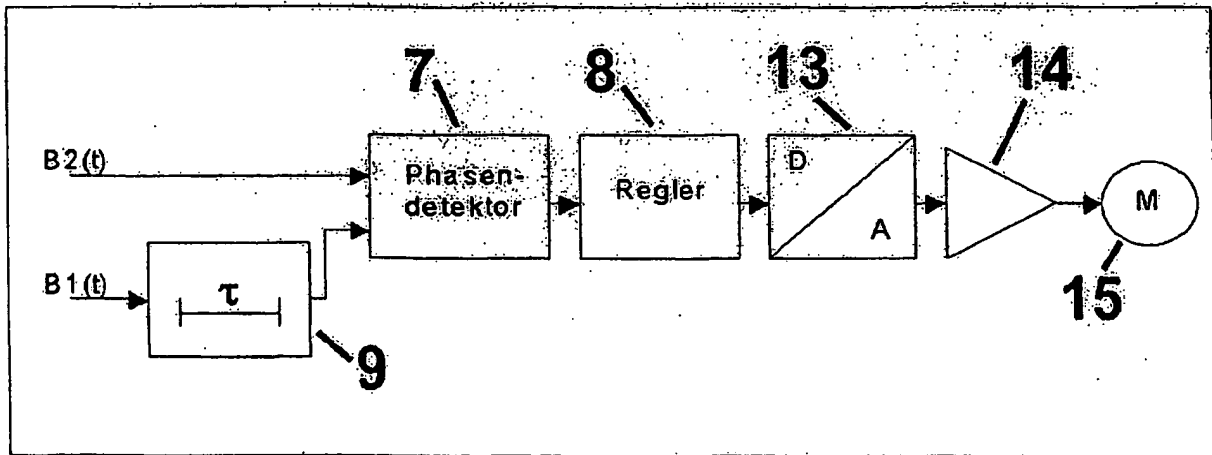 7
8
13
14
B2(t)
Phasen-
detektor
Regler
D
A
M
B1(t)
τ
9
15